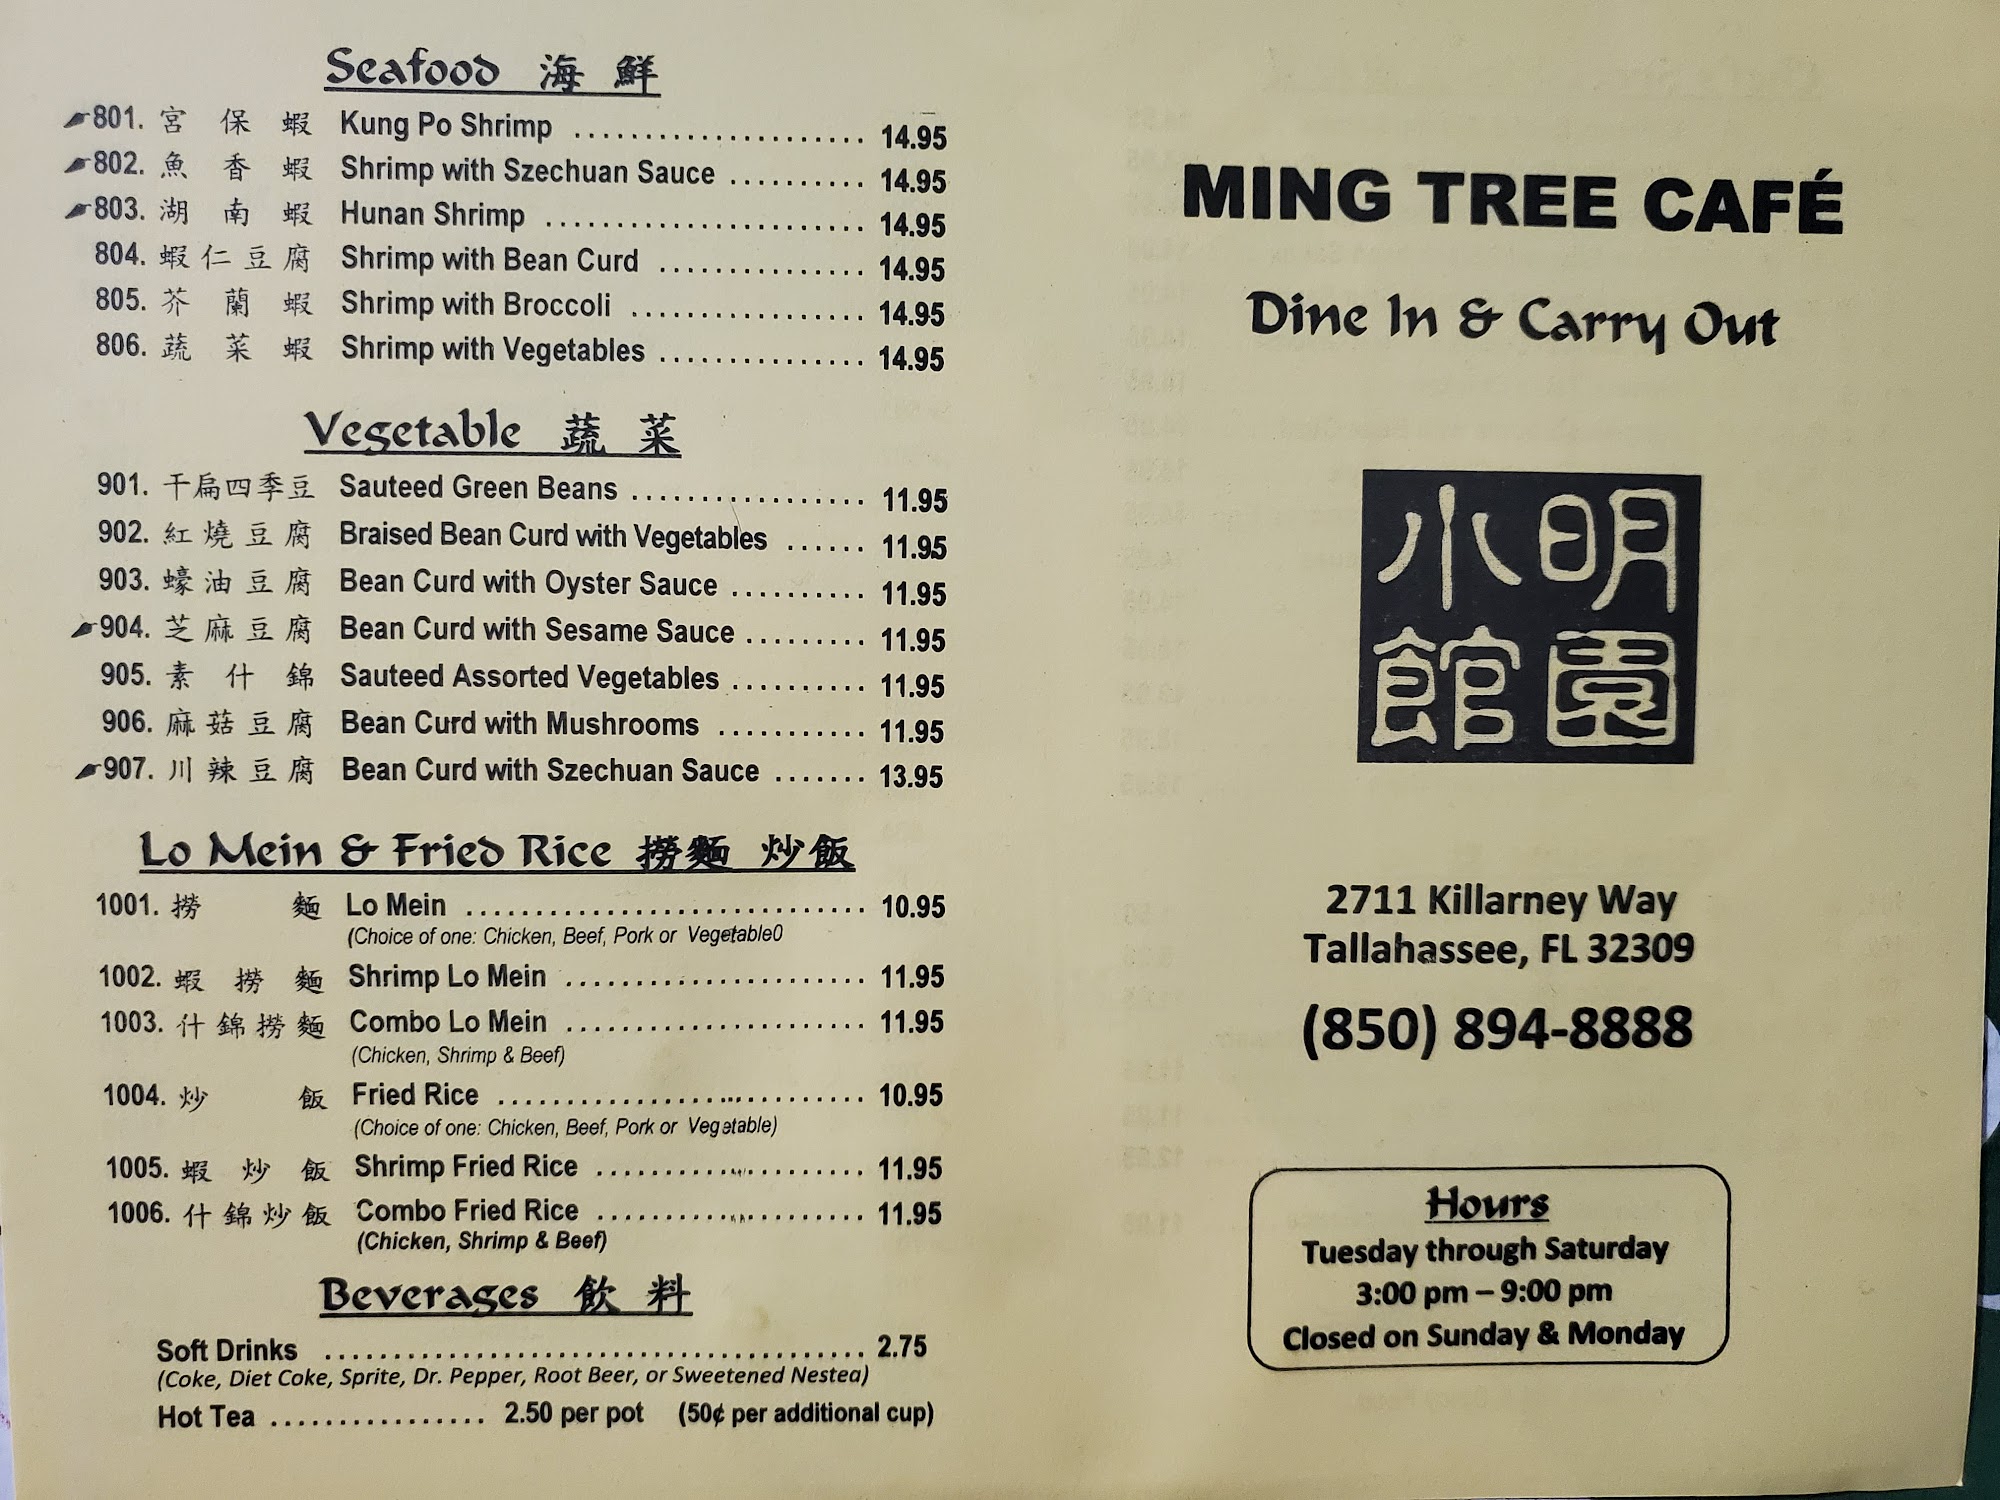 Seafood 海 鮮
801. 宮 保 蝦 Kung Po Shrimp ..................... 14.95
802. 魚 香 蝦 Shrimp with Szechuan Sauce .......... 14.95
803. 湖 南 蝦 Hunan Shrimp ....................... 14.95
804. 蝦 仁 豆 腐 Shrimp with Bean Curd ............... 14.95
805. 芥 蘭 蝦 Shrimp with Broccoli ................. 14.95
806. 蔬 菜 蝦 Shrimp with Vegetables ............... 14.95
Vegetable 蔬 菜
901. 干扁四季豆 Sauteed Green Beans ................. 11.95
902. 紅 燒 豆 腐 Braised Bean Curd with Vegetables ...... 11.95
903. 蠔 油 豆 腐 Bean Curd with Oyster Sauce .......... 11.95
904. 芝 麻 豆 腐 Bean Curd with Sesame Sauce ......... 11.95
905. 素 什 錦 Sauteed Assorted Vegetables .......... 11.95
906. 麻 菇 豆 腐 Bean Curd with Mushrooms ........... 11.95
907. 川 辣 豆 腐 Bean Curd with Szechuan Sauce ....... 13.95
Lo Mein & Fried Rice 撈麵 炒飯
1001. 撈 麵 Lo Mein ............................. 10.95
(Choice of one: Chicken, Beef, Pork or Vegetable0
1002. 蝦 撈 麵 Shrimp Lo Mein ...................... 11.95
1003. 什 錦 撈 麵 Combo Lo Mein ...................... 11.95
(Chicken, Shrimp & Beef)
1004. 炒 飯 Fried Rice ........................... 10.95
(Choice of one: Chicken, Beef, Pork or Vegetable)
1005. 蝦 炒 飯 Shrimp Fried Rice .................... 11.95
1006. 什 錦 炒 飯 Combo Fried Rice .................... 11.95
(Chicken, Shrimp & Beef)
Beverages 飲 料
Soft Drinks ........................................ 2.75
(Coke, Diet Coke, Sprite, Dr. Pepper, Root Beer, or Sweetened Nestea)
Hot Tea ................ 2.50 per pot (50¢ per additional cup)
MING TREE CAFÉ
Dine In & Carry Out
明園
小館
2711 Killarney Way
Tallahassee, FL 32309
(850) 894-8888
Hours
Tuesday through Saturday
3:00 pm – 9:00 pm
Closed on Sunday & Monday